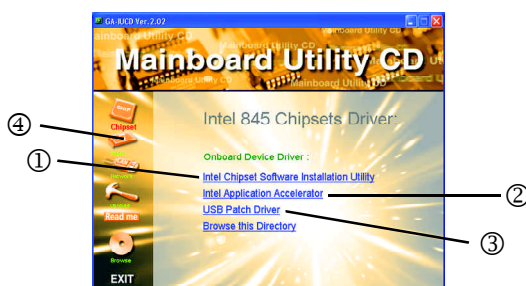 GA-IUCD Ver.2.02
Mainboard Utility CD
Chipset
Intel 845 Chipsets Driver:
④
Onboard Device Driver :
①
Intel Chipset Software Installation Utility
Intel Application Accelerator
②
USB Patch Driver
Read me
③
Browse this Directory
Browse
EXIT